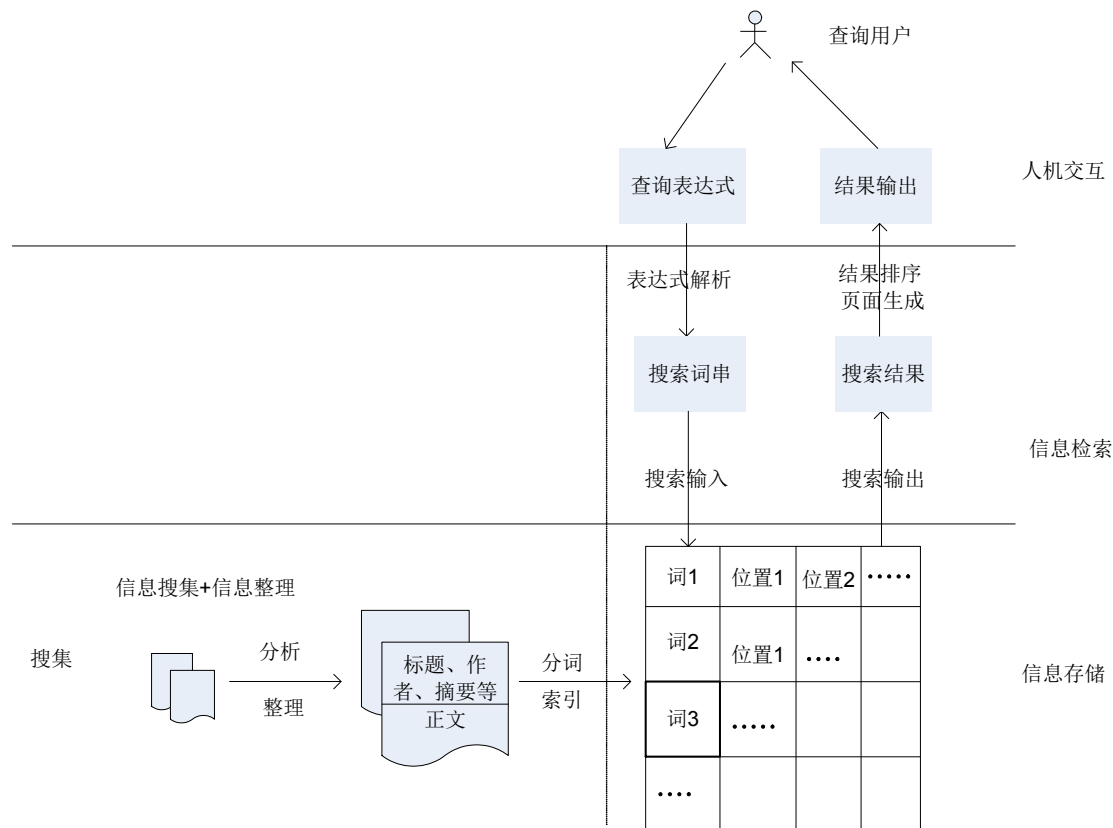 查询用户
查询表达式
结果输出
人机交互
表达式解析
结果排序
页面生成
搜索词串
搜索结果
信息检索
搜索输入
搜索输出
信息搜集+信息整理
搜集
分析
整理
标题、作
者、摘要等
正文
分词
索引
词1
位置1
位置2
·····
词2
位置1
····
词3
·····
····
信息存储